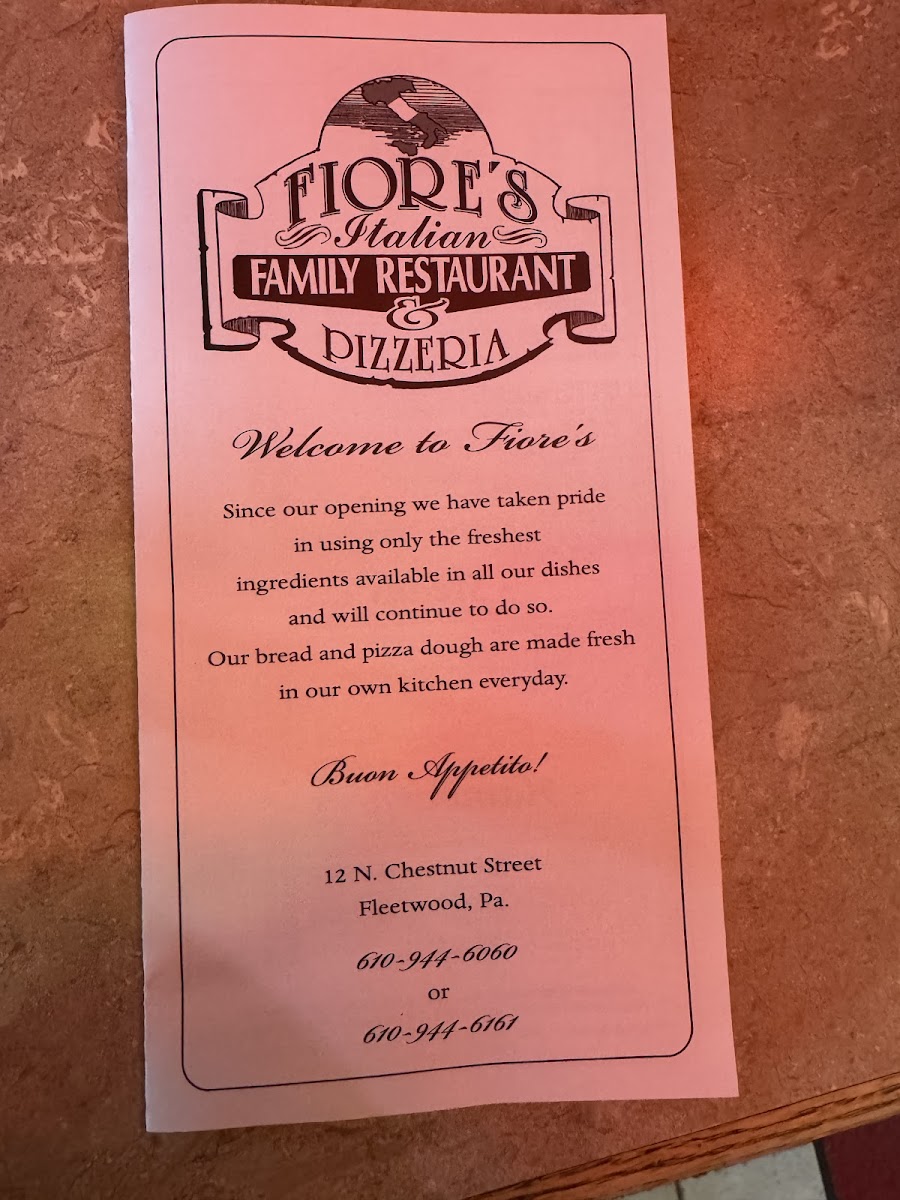 FIORE'S
Italian
FAMILY RESTAURANT
&
PIZZERIA
Welcome to Fiore's
Since our opening we have taken pride
in using only the freshest
ingredients available in all our dishes
and will continue to do so.
Our bread and pizza dough are made fresh
in our own kitchen everyday.
Buon Appetito!
12 N. Chestnut Street
Fleetwood, Pa.
610-944-6060
or
610-944-6161